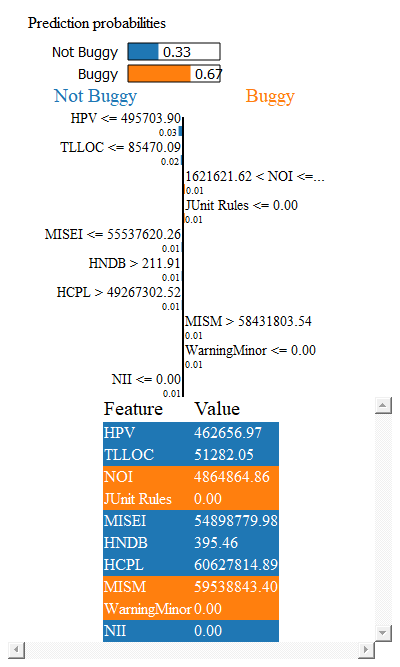 Prediction probabilities
Not Buggy 0.33
Buggy 0.67
Not Buggy Buggy
HPV <= 495703.90
0.03
TLLOC <= 85470.09
0.02
1621621.62 < NOI <=...
0.01
JUnit Rules <= 0.00
0.01
MISEI <= 55537620.26
0.01
HNDB > 211.91
0.01
HCPL > 49267302.52
0.01
MISM > 58431803.54
0.01
WarningMinor <= 0.00
0.01
NII <= 0.00
0.01
Feature Value
HPV 462656.97
TLLOC 51282.05
NOI 4864864.86
JUnit Rules 0.00
MISEI 54898779.98
HNDB 395.46
HCPL 60627814.89
MISM 59538843.40
WarningMinor 0.00
NII 0.00